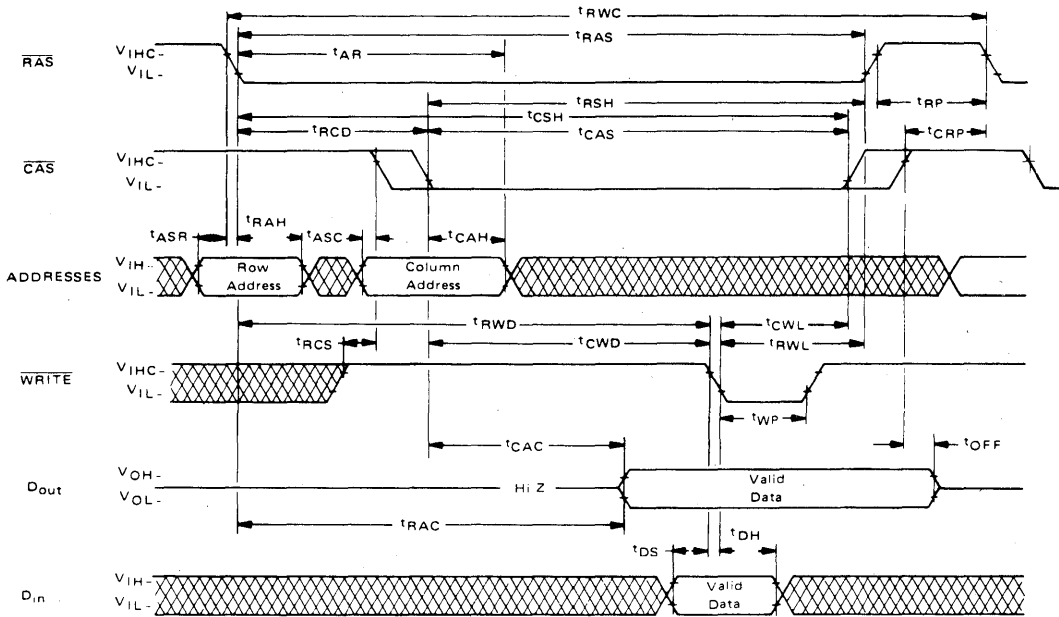 tRWC
tRAS
tAR
RAS
VIHC-
VIL-
tRSH
tRP
tCSH
tRCD
tCAS
tCRP
CAS
VIHC-
VIL-
tASR
tRAH
tASC
tCAH
ADDRESSES
VIH-
VIL-
Row
Address
Column
Address
tRWD
tCWL
tRCS
tCWD
tRWL
WRITE
VIHC-
VIL-
tWP
tCAC
tOFF
Dout
VOH-
VOL-
Hi Z
Valid
Data
tRAC
tDS
tDH
Din
VIH-
VIL-
Valid
Data